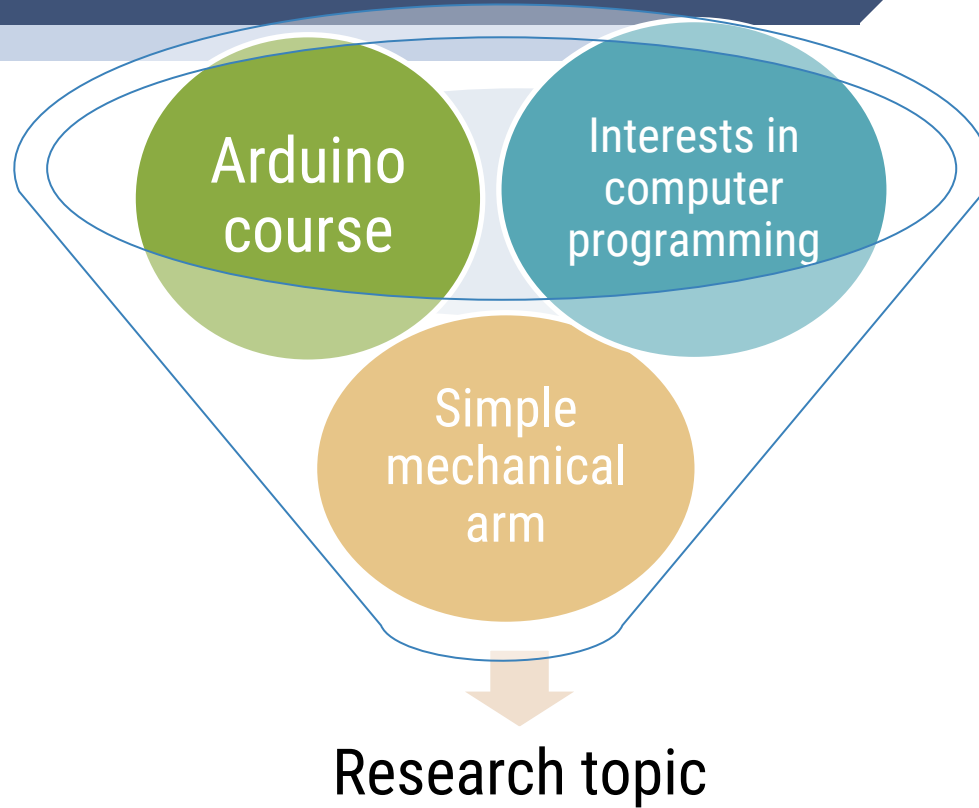 Arduino
course
Interests in
computer
programming
Simple
mechanical
arm
Research topic